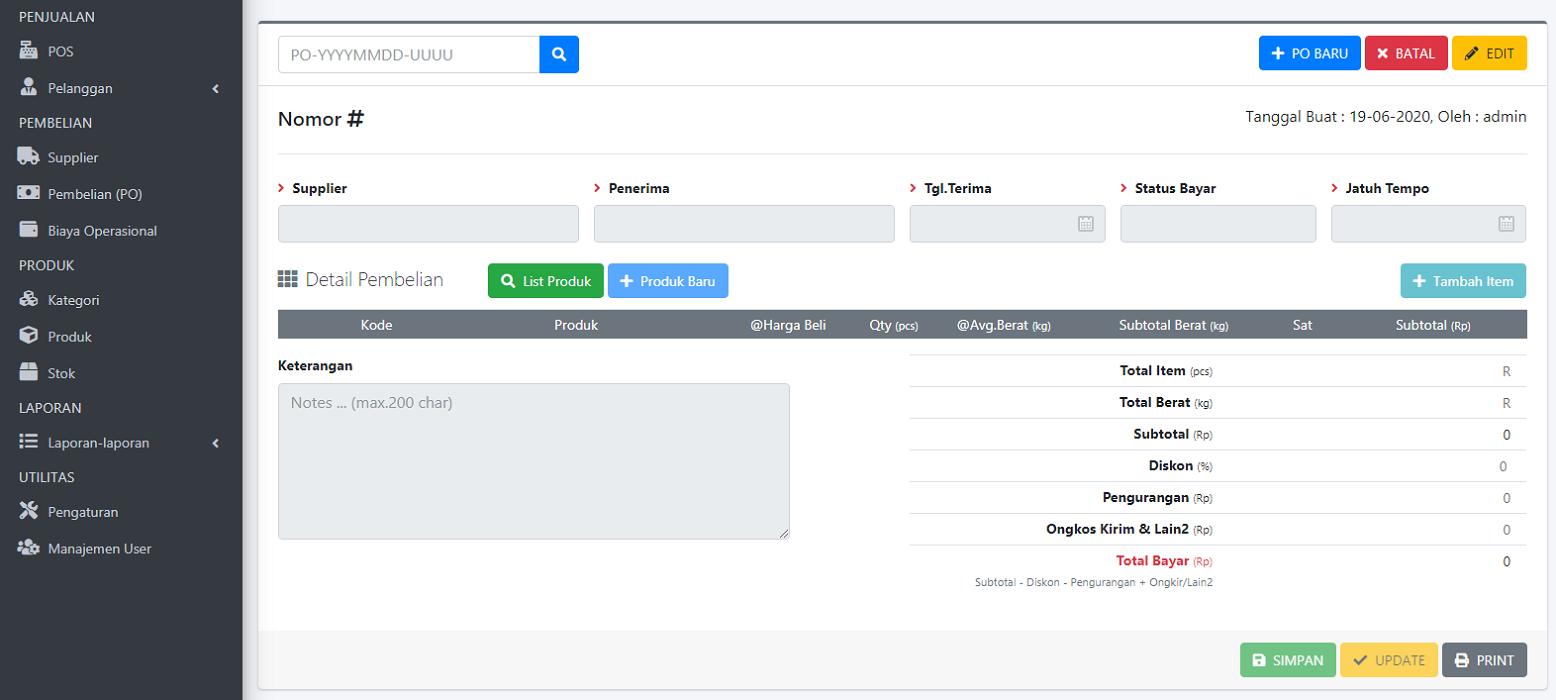 PENJUALAN
POS
Pelanggan
PEMBELIAN
Supplier
Pembelian (PO)
Biaya Operasional
PRODUK
Kategori
Produk
Stok
LAPORAN
Laporan-laporan
UTILITAS
Pengaturan
Manajemen User
PO-YYYYMMDD-UUUU
PO BARU BATAL EDIT
Nomor #
Tanggal Buat : 19-06-2020, Oleh : admin
Supplier Penerima Tgl.Terima Status Bayar Jatuh Tempo
Detail Pembelian List Produk Produk Baru Tambah Item
Kode Produk @Harga Beli Qty (pcs) @Avg.Berat (kg) Subtotal Berat (kg) Sat Subtotal (Rp)
Keterangan
Notes ... (max.200 char)
Total Item (pcs) R
Total Berat (kg) R
Subtotal (Rp) 0
Diskon (%) 0
Pengurangan (Rp) 0
Ongkos Kirim & Lain2 (Rp) 0
Total Bayar (Rp) 0
Subtotal - Diskon - Pengurangan + Ongkir/Lain2
SIMPAN UPDATE PRINT